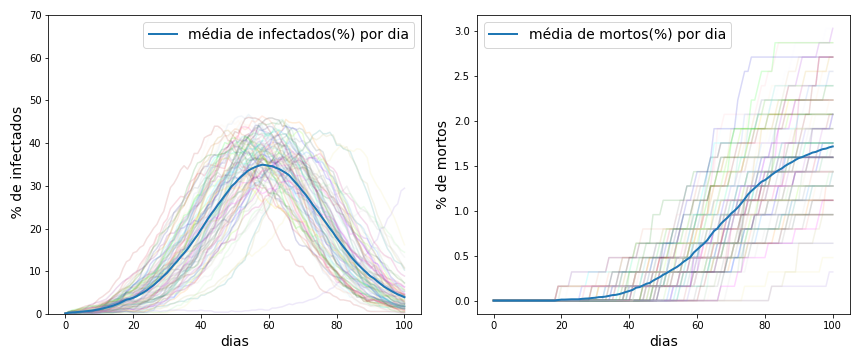 média de infectados(%) por dia
% de infectados
70
60
50
40
30
20
10
0
0 20 40 60 80 100
dias
média de mortos(%) por dia
% de mortos
3.0
2.5
2.0
1.5
1.0
0.5
0.0
0 20 40 60 80 100
dias